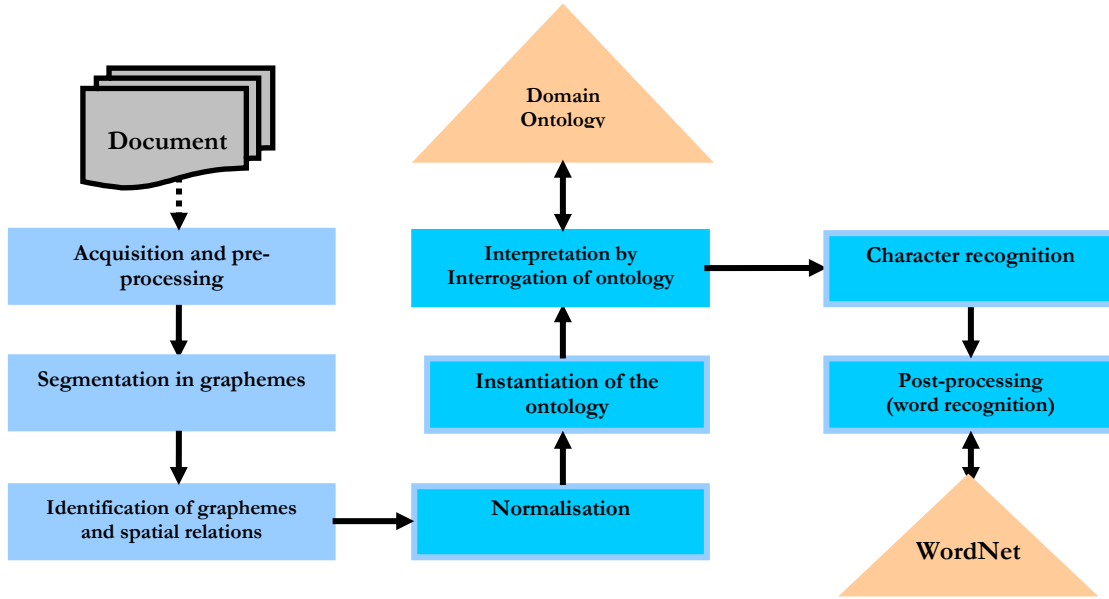 Document
Acquisition and pre-
processing
Segmentation in graphemes
Identification of graphemes
and spatial relations
Domain
Ontology
Interpretation by
Interrogation of ontology
Instantiation of the
ontology
Normalisation
Character recognition
Post-processing
(word recognition)
WordNet